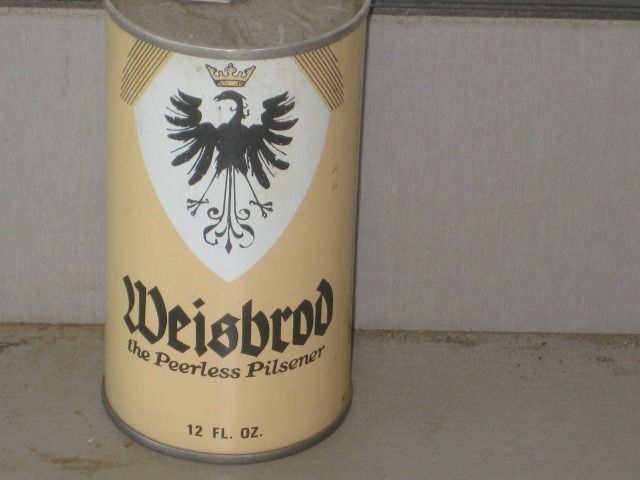 Weisbrod
the Peerless Pilsener
12 FL. OZ.